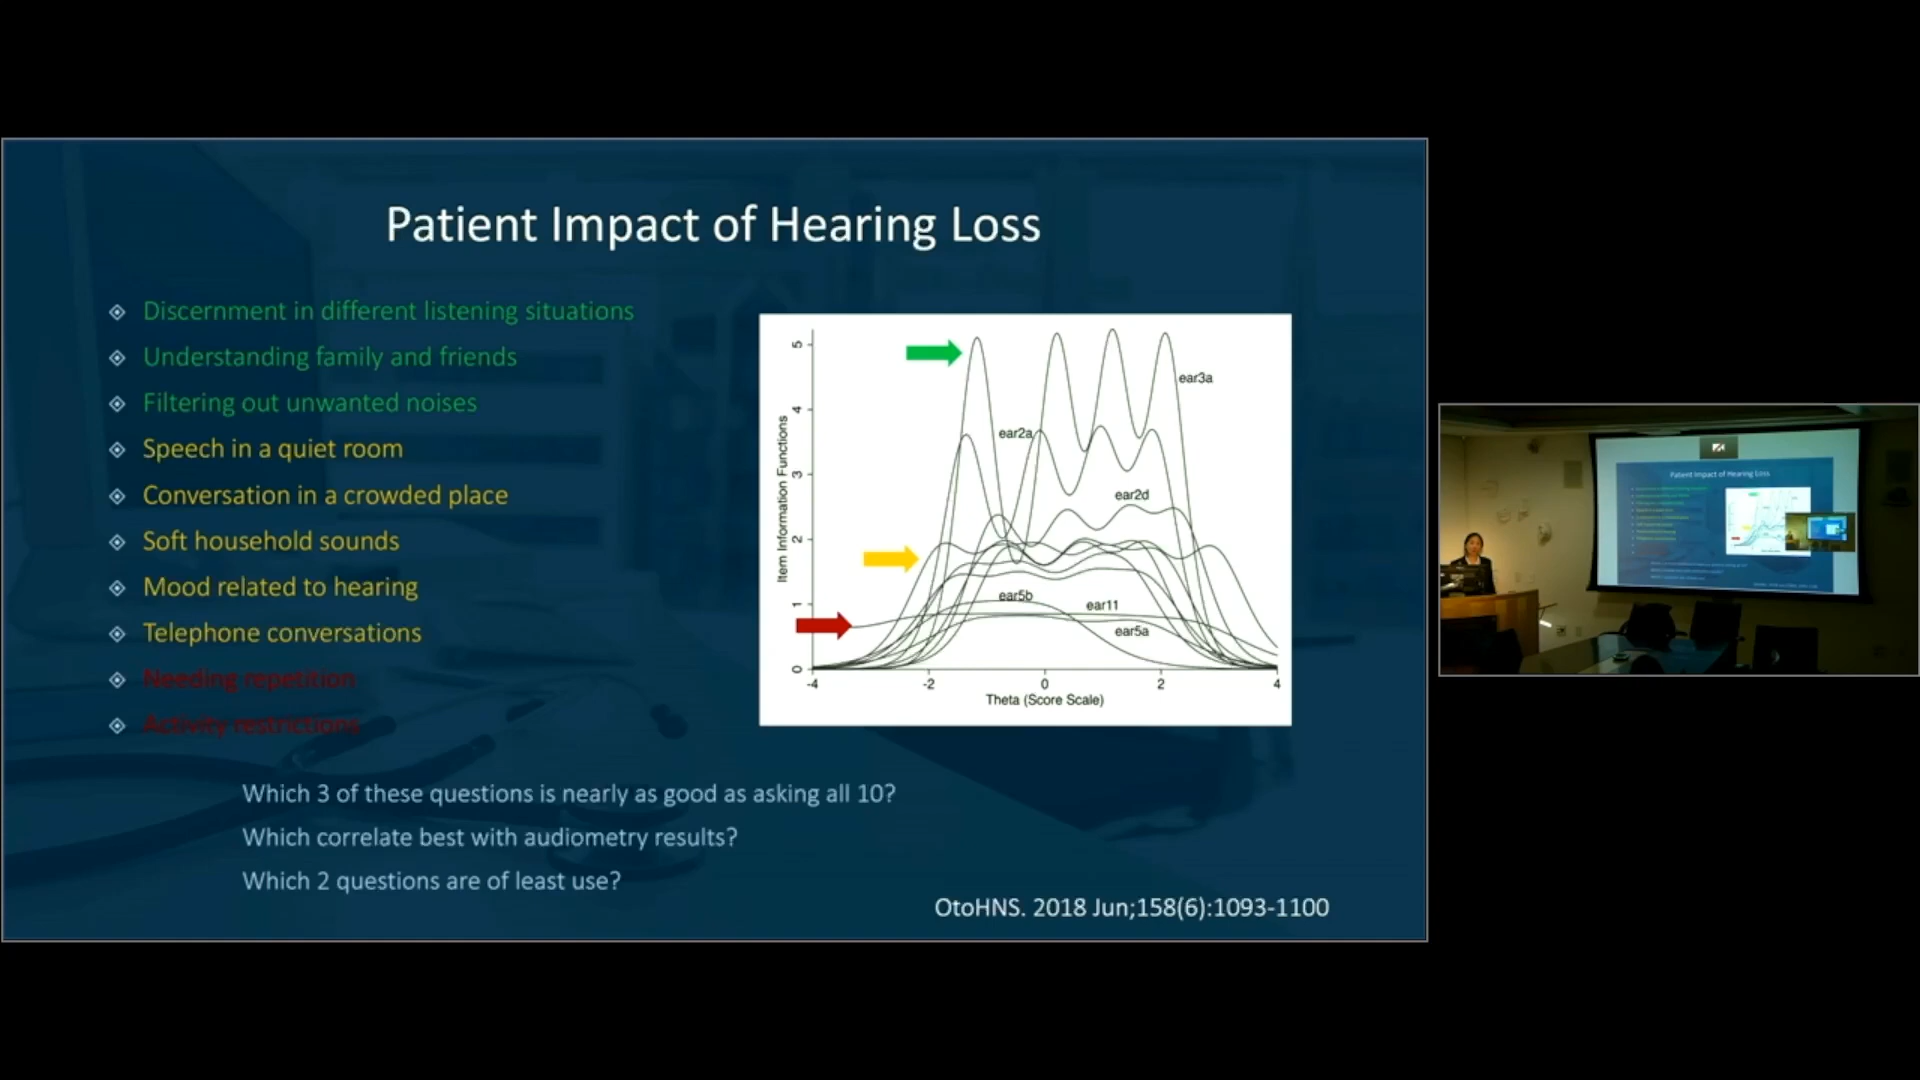 Patient Impact of Hearing Loss
Discernment in different listening situations
Understanding family and friends
Filtering out unwanted noises
Speech in a quiet room
Conversation in a crowded place
Soft household sounds
Mood related to hearing
Telephone conversations
Needing repetition
Activity restrictions
Item Information Functions
5
4
3
2
1
0
ear3a
ear2a
ear2d
ear5b
ear11
ear5a
-4 -2 0 2 4
Theta (Score Scale)
Which 3 of these questions is nearly as good as asking all 10?
Which correlate best with audiometry results?
Which 2 questions are of least use?
OtoHNS. 2018 Jun;158(6):1093-1100
Patient Impact of Hearing Loss